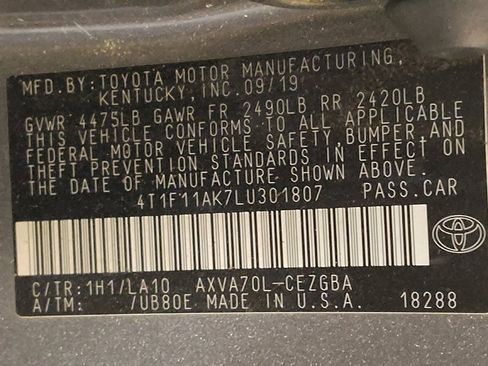 MFD.BY:TOYOTA MOTOR MANUFACTURING,
KENTUCKY, INC. 09/19
GVWR 4475LB GAWR FR 2490LB RR 2420LB
THIS VEHICLE CONFORMS TO ALL APPLICABLE
FEDERAL MOTOR VEHICLE SAFETY, BUMPER AND
THEFT PREVENTION STANDARDS IN EFFECT ON
THE DATE OF MANUFACTURE SHOWN ABOVE.
4T1F11AK7LU301807 PASS.CAR
C/TR:1H1/LA10 AXVA70L-CEZGBA
A/TM: /UB80E MADE IN U.S.A. 18288